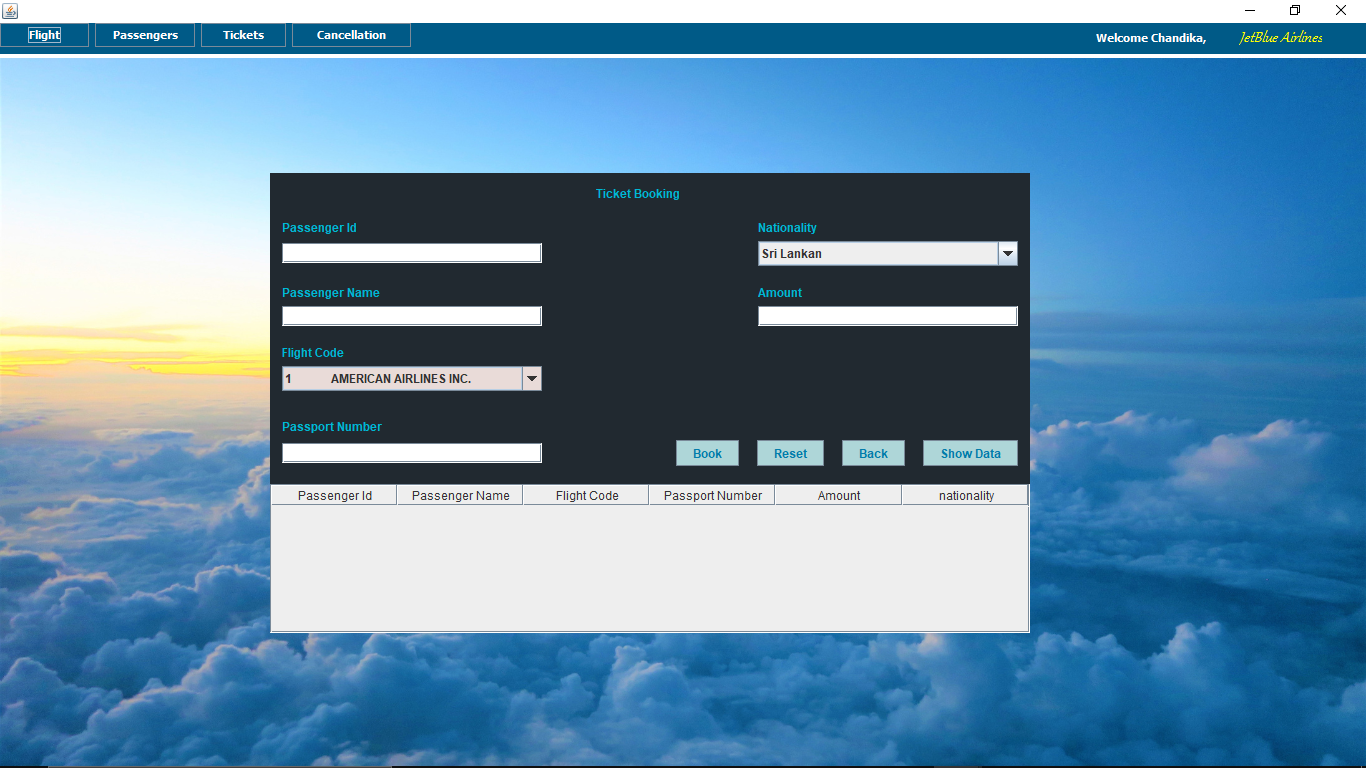 Flight Passengers Tickets Cancellation Welcome Chandika, JetBlue Airlines
Ticket Booking
Passenger Id Nationality
Sri Lankan
Passenger Name Amount
Flight Code
1 AMERICAN AIRLINES INC.
Passport Number
Book Reset Back Show Data
Passenger Id Passenger Name Flight Code Passport Number Amount nationality